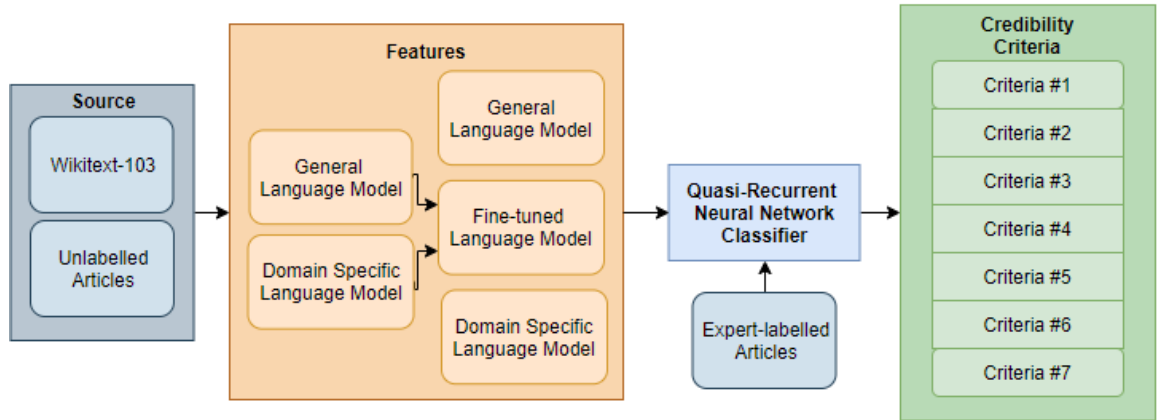 Source
Wikitext-103
Unlabelled
Articles
Features
General
Language Model
Domain Specific
Language Model
General
Language Model
Fine-tuned
Language Model
Domain Specific
Language Model
Quasi-Recurrent
Neural Network
Classifier
Expert-labelled
Articles
Credibility
Criteria
Criteria #1
Criteria #2
Criteria #3
Criteria #4
Criteria #5
Criteria #6
Criteria #7